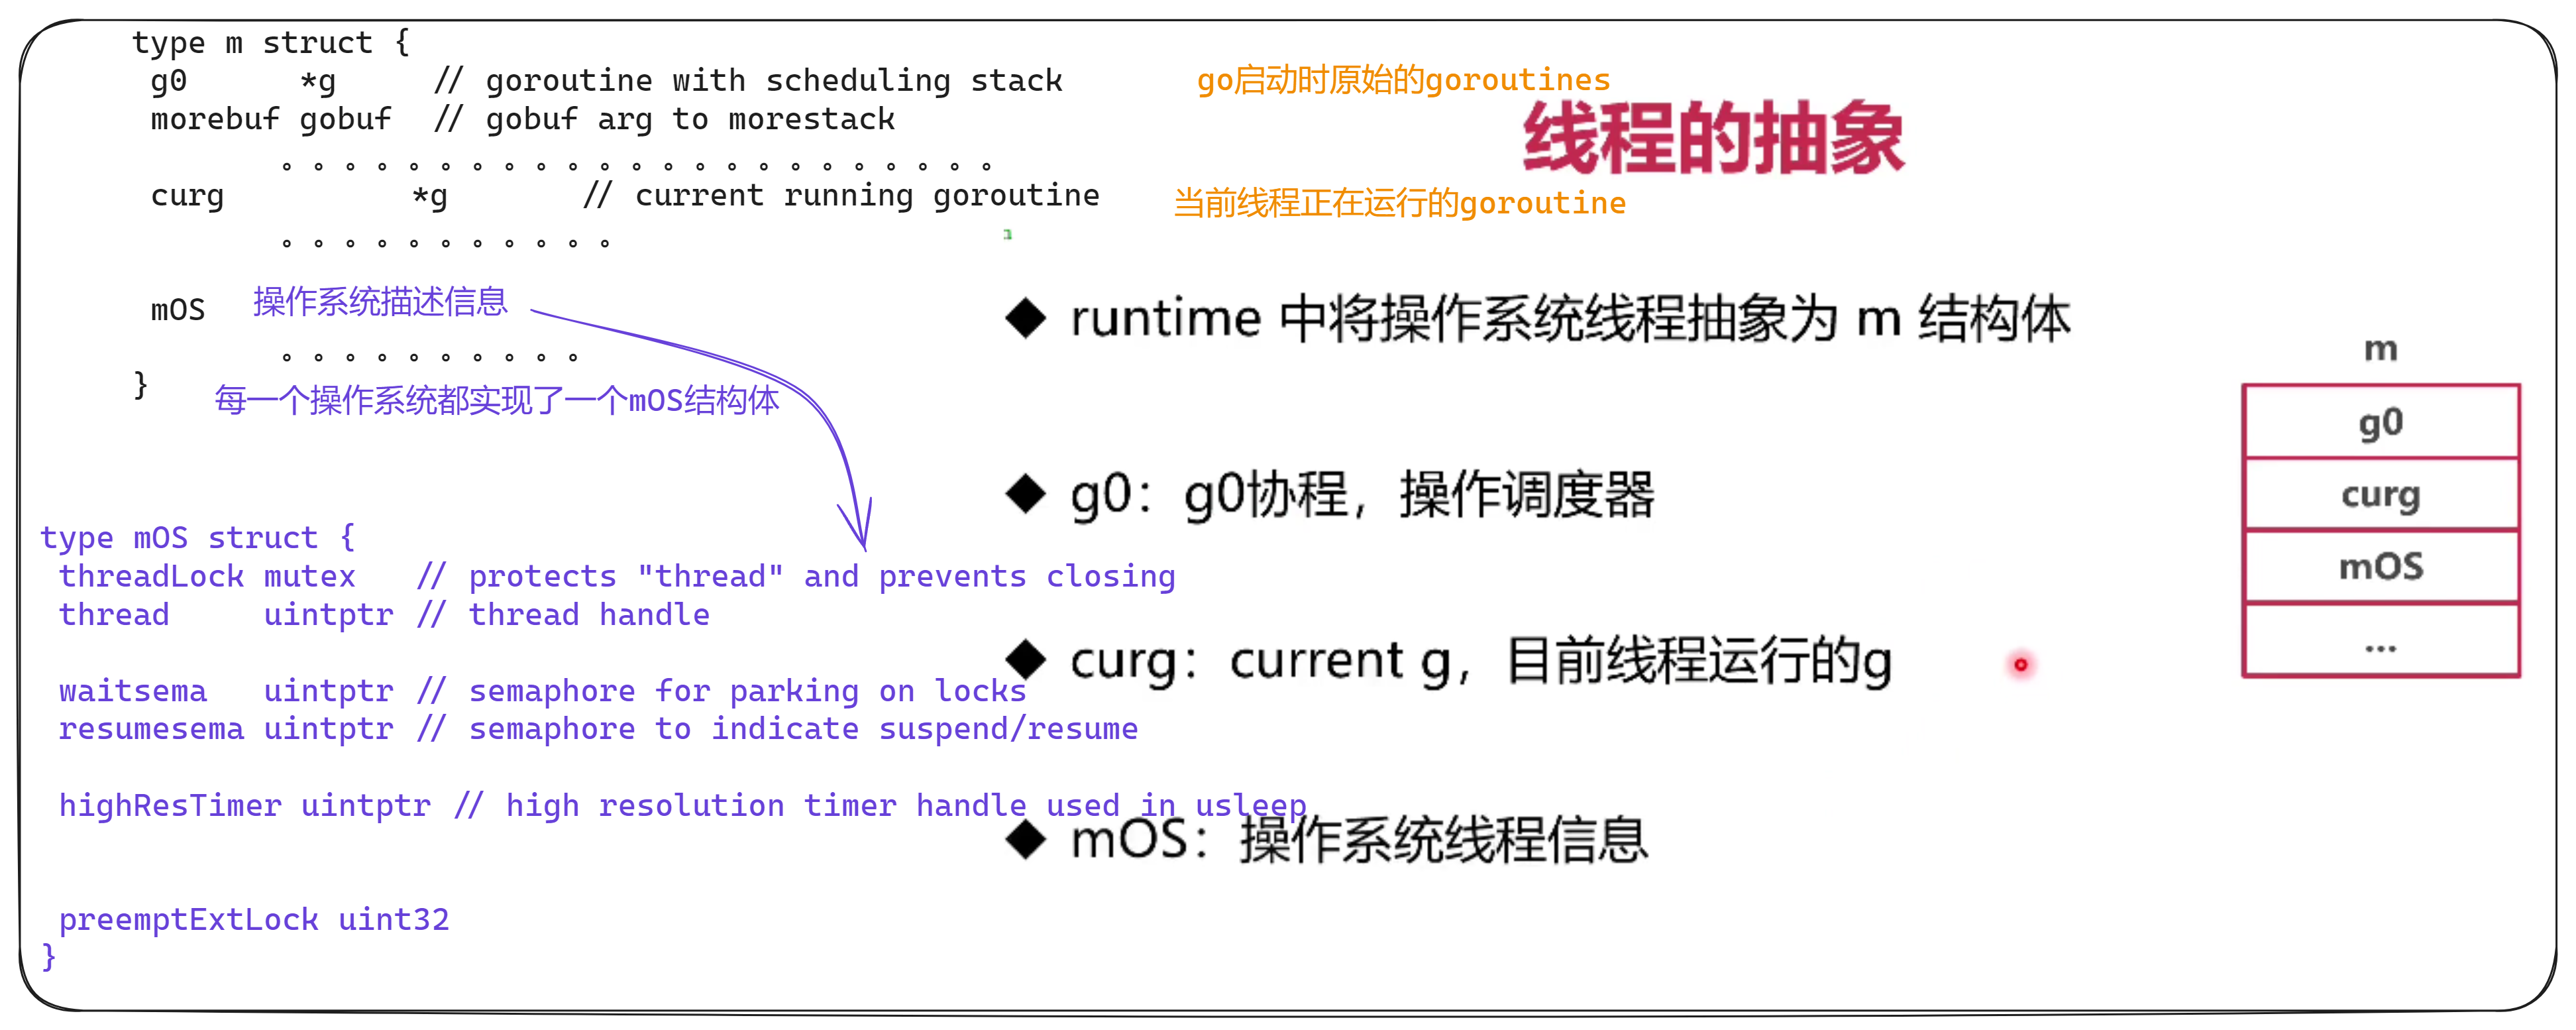 type m struct {
g0 *g // goroutine with scheduling stack
go启动时原始的goroutines
morebuf gobuf // gobuf arg to morestack
。。。。。。。。。。。。。。。。。。。。。。。
curg *g // current running goroutine
当前线程正在运行的goroutine
。。。。。。。。。。。
mOS 操作系统描述信息
。。。。。。。。。。
}
每一个操作系统都实现了一个mOS结构体
type mOS struct {
threadLock mutex // protects "thread" and prevents closing
thread uintptr // thread handle
waitsema uintptr // semaphore for parking on locks
resumesema uintptr // semaphore to indicate suspend/resume
highResTimer uintptr // high resolution timer handle used in usleep
preemptExtLock uint32
}
线程的抽象
◆ runtime 中将操作系统线程抽象为 m 结构体
◆ g0：g0协程，操作调度器
◆ curg：current g，目前线程运行的g
◆ mOS：操作系统线程信息
m
g0
curg
mOS
...